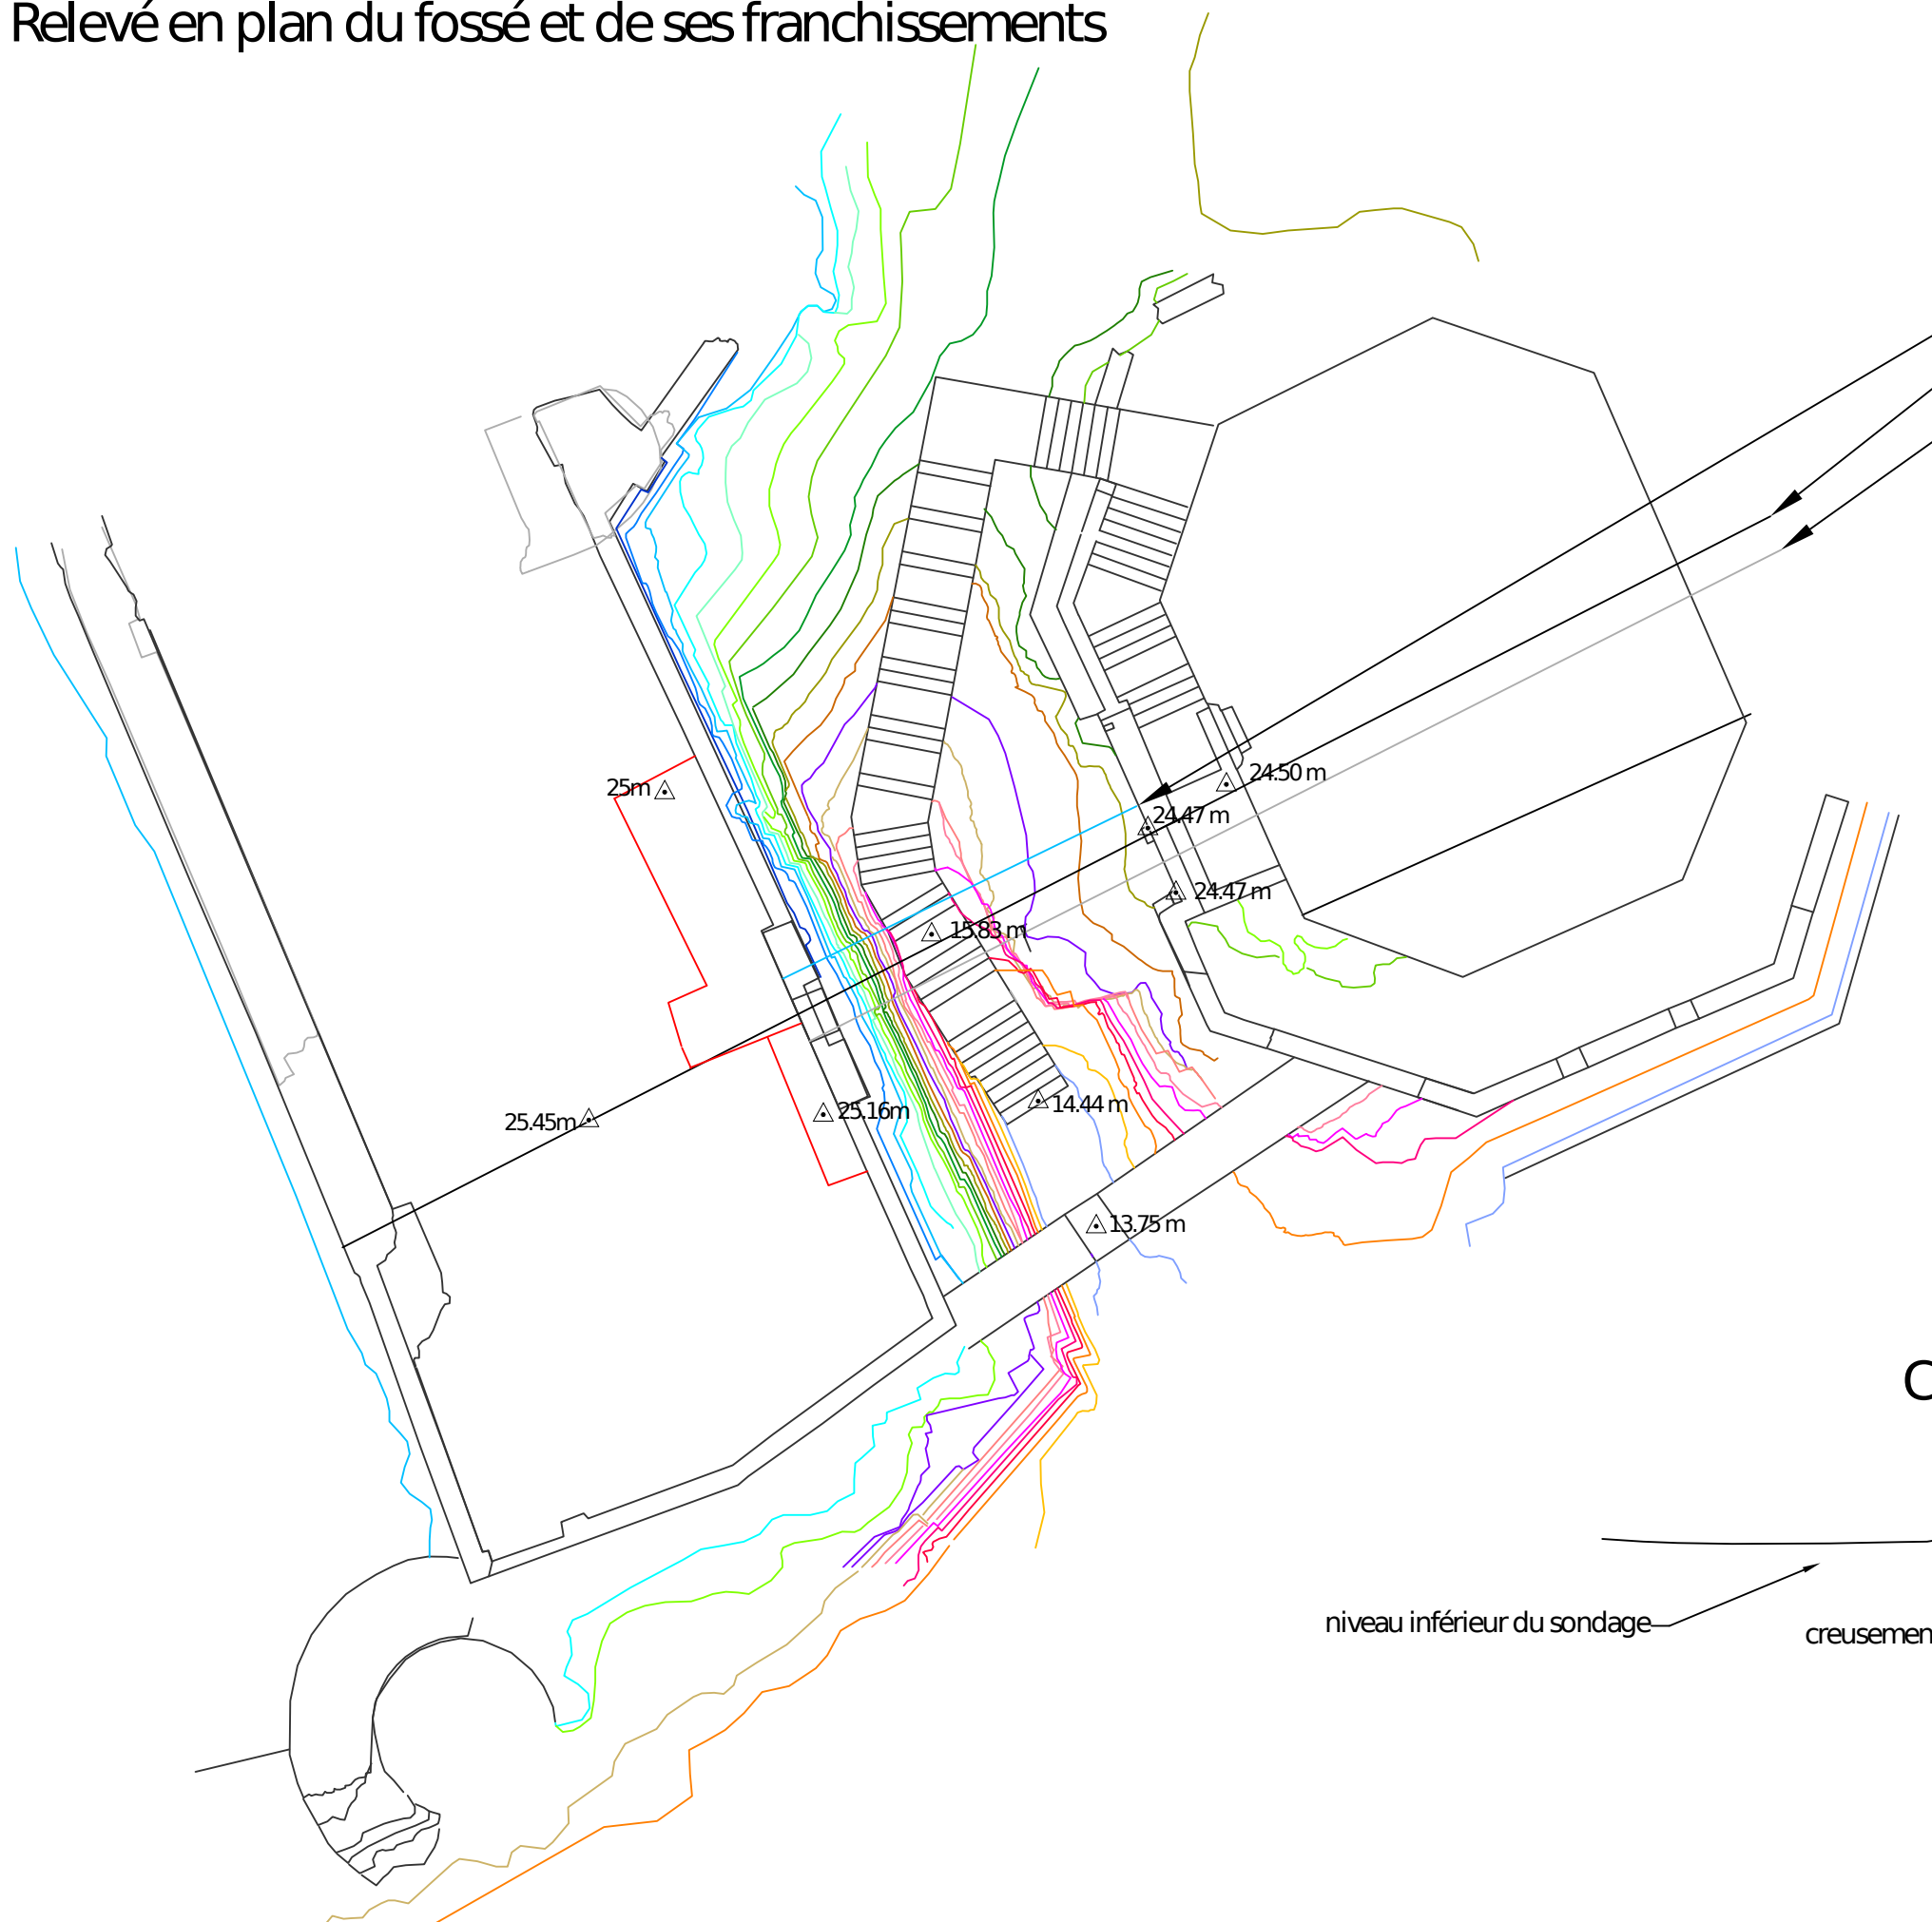 Relevé en plan du fossé et de ses franchissements
24.50 m
25m
24.47 m
24.47 m
15.83 m
14.44 m
25.16m
25.45m
13.75 m
C
niveau inférieur du sondage
creusemen